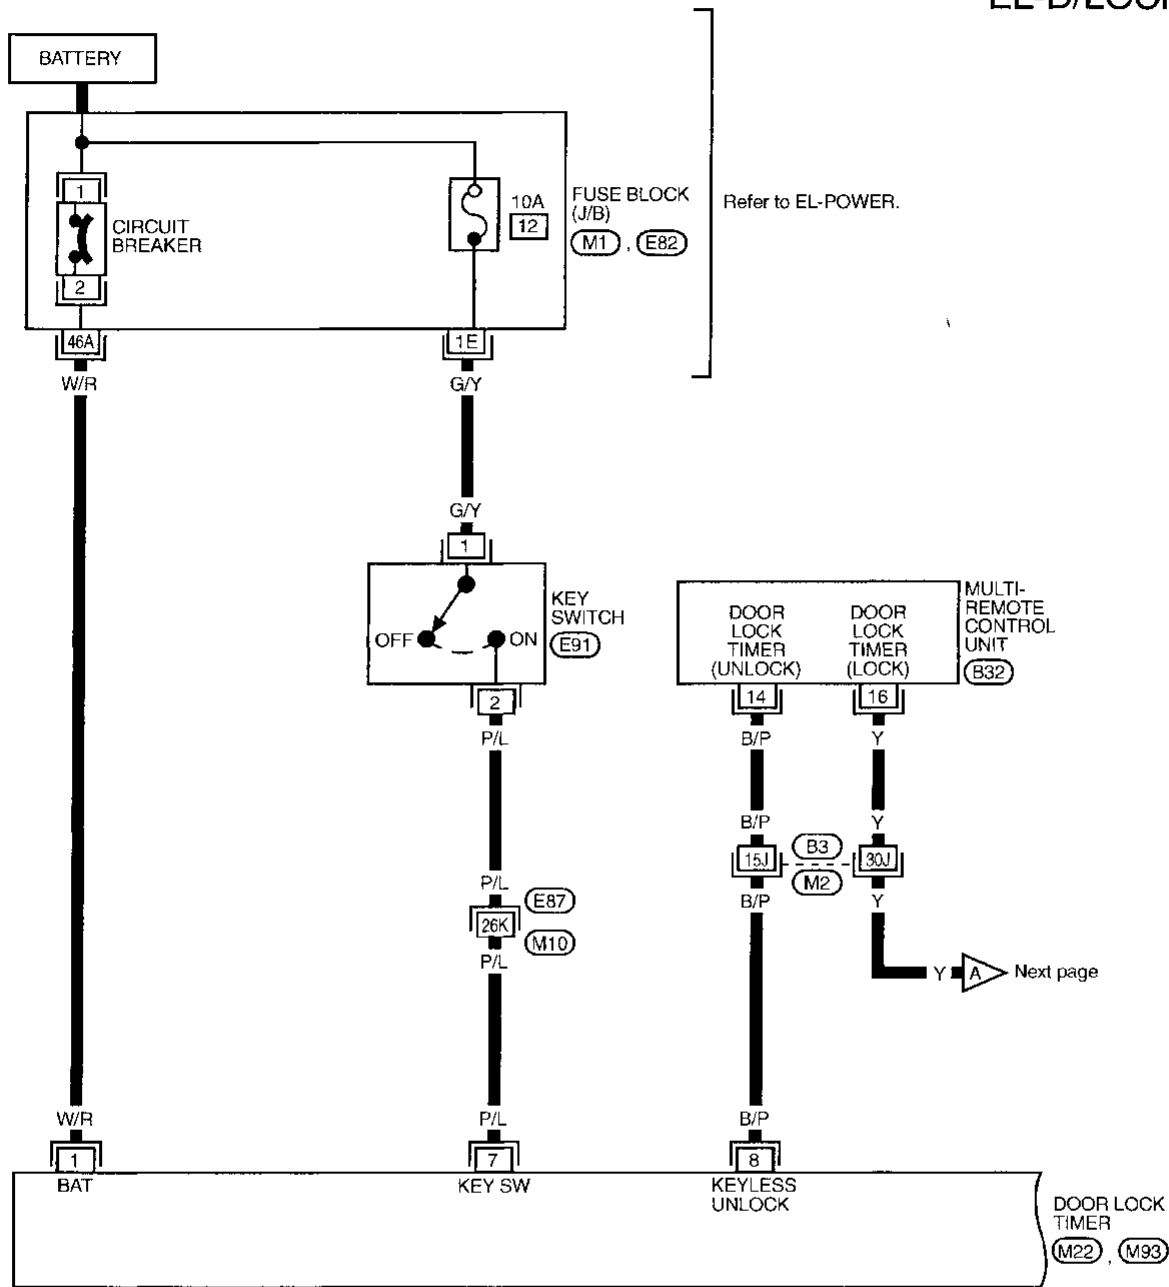 BATTERY
1
CIRCUIT
BREAKER
2
10A
12
FUSE BLOCK
(J/B)
M1 , E82
Refer to EL-POWER.
46A
1E
W/R
G/Y
G/Y
1
OFF
ON
KEY
SWITCH
E91
2
P/L
DOOR
LOCK
TIMER
(UNLOCK)
DOOR
LOCK
TIMER
(LOCK)
MULTI-
REMOTE
CONTROL
UNIT
B32
14
16
B/P
Y
B/P
Y
15J
B3
M2
30J
B/P
Y
P/L
E87
26K
M10
P/L
Y
A
Next page
W/R
P/L
B/P
1
7
8
BAT
KEY SW
KEYLESS
UNLOCK
DOOR LOCK
TIMER
M22 , M93